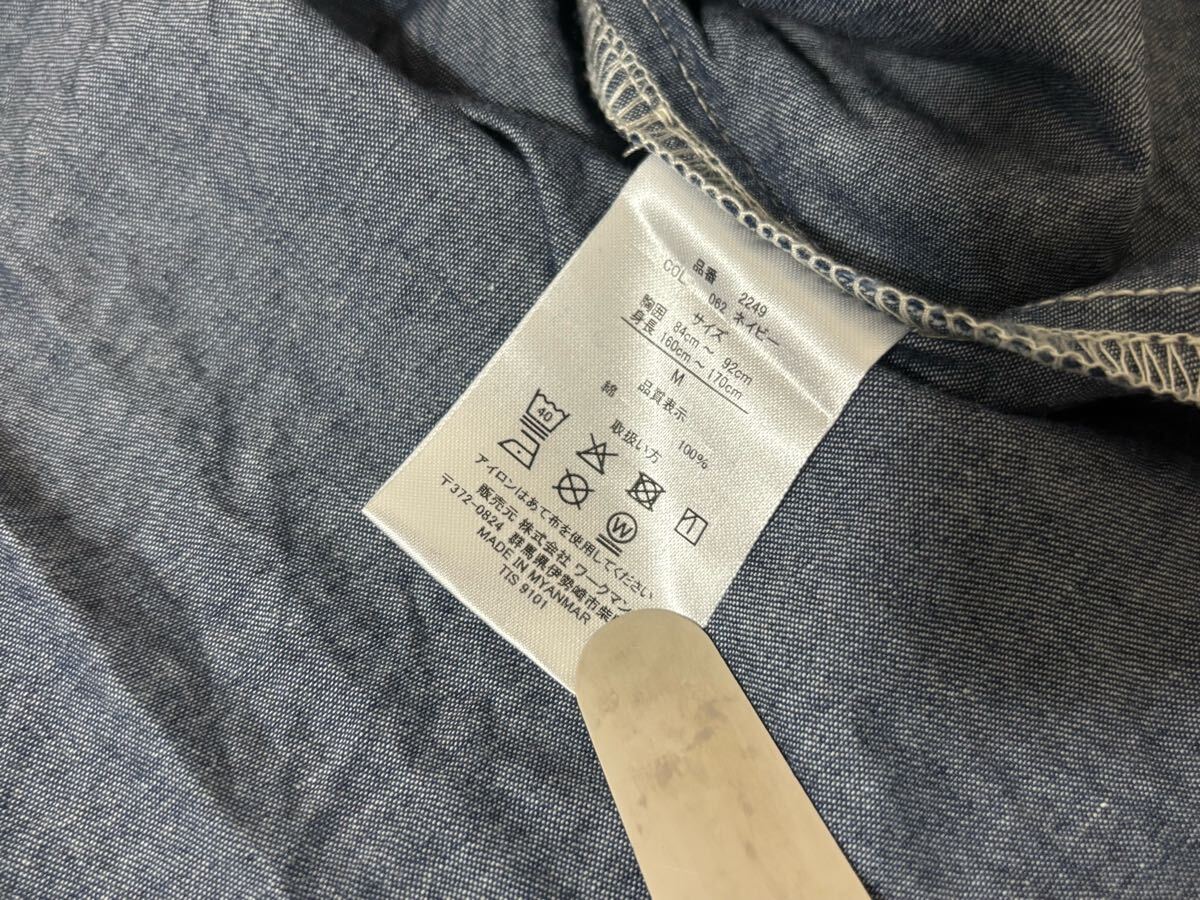 品番 2249
COL 062 ネイビー
サイズ
胸囲 84cm～ 92cm
身長 160cm～170cm
M
品質表示
綿 100%
取扱い方
40
W
アイロンはあて布を使用してください
販売元 株式会社 ワークマン
〒372-0824 群馬県伊勢崎市柴
MADE IN MYANMAR
TIS 9101